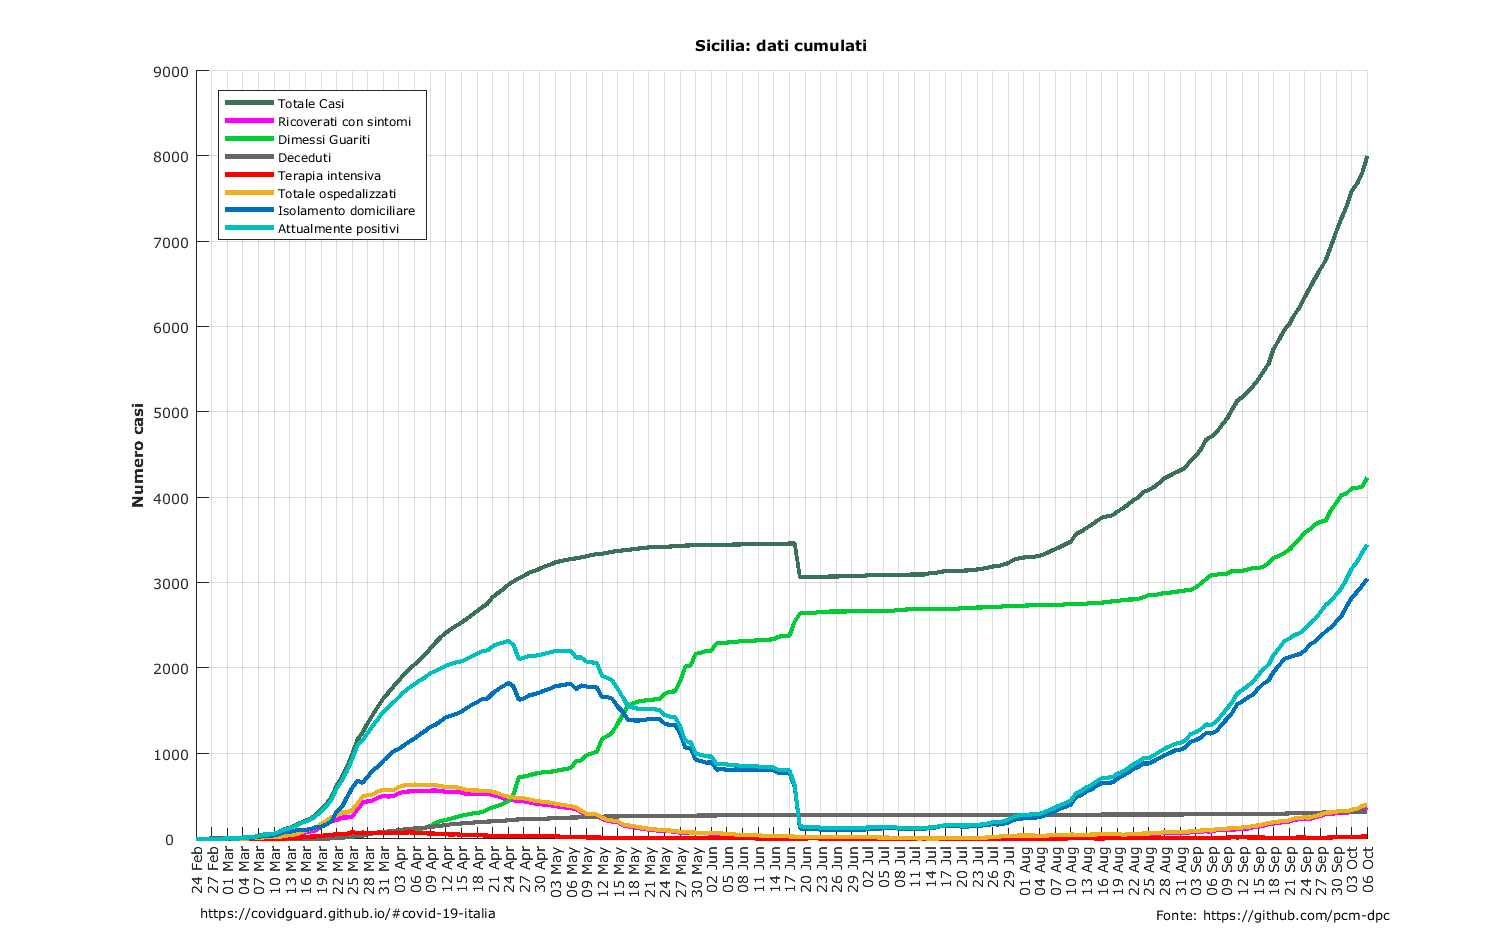 Sicilia: dati cumulati
9000
8000
7000
6000
5000
4000
3000
2000
1000
0
Numero casi
Totale Casi
Ricoverati con sintomi
Dimessi Guariti
Deceduti
Terapia intensiva
Totale ospedalizzati
Isolamento domiciliare
Attualmente positivi
24 Feb
27 Feb
01 Mar
04 Mar
07 Mar
10 Mar
13 Mar
16 Mar
19 Mar
22 Mar
25 Mar
28 Mar
31 Mar
03 Apr
06 Apr
09 Apr
12 Apr
15 Apr
18 Apr
21 Apr
24 Apr
27 Apr
30 Apr
03 May
06 May
09 May
12 May
15 May
18 May
21 May
24 May
27 May
30 May
02 Jun
05 Jun
08 Jun
11 Jun
14 Jun
17 Jun
20 Jun
23 Jun
26 Jun
29 Jun
02 Jul
05 Jul
08 Jul
11 Jul
14 Jul
17 Jul
20 Jul
23 Jul
26 Jul
29 Jul
01 Aug
04 Aug
07 Aug
10 Aug
13 Aug
16 Aug
19 Aug
22 Aug
25 Aug
28 Aug
31 Aug
03 Sep
06 Sep
09 Sep
12 Sep
15 Sep
18 Sep
21 Sep
24 Sep
27 Sep
30 Sep
03 Oct
06 Oct
https://covidguard.github.io/#covid-19-italia
Fonte: https://github.com/pcm-dpc